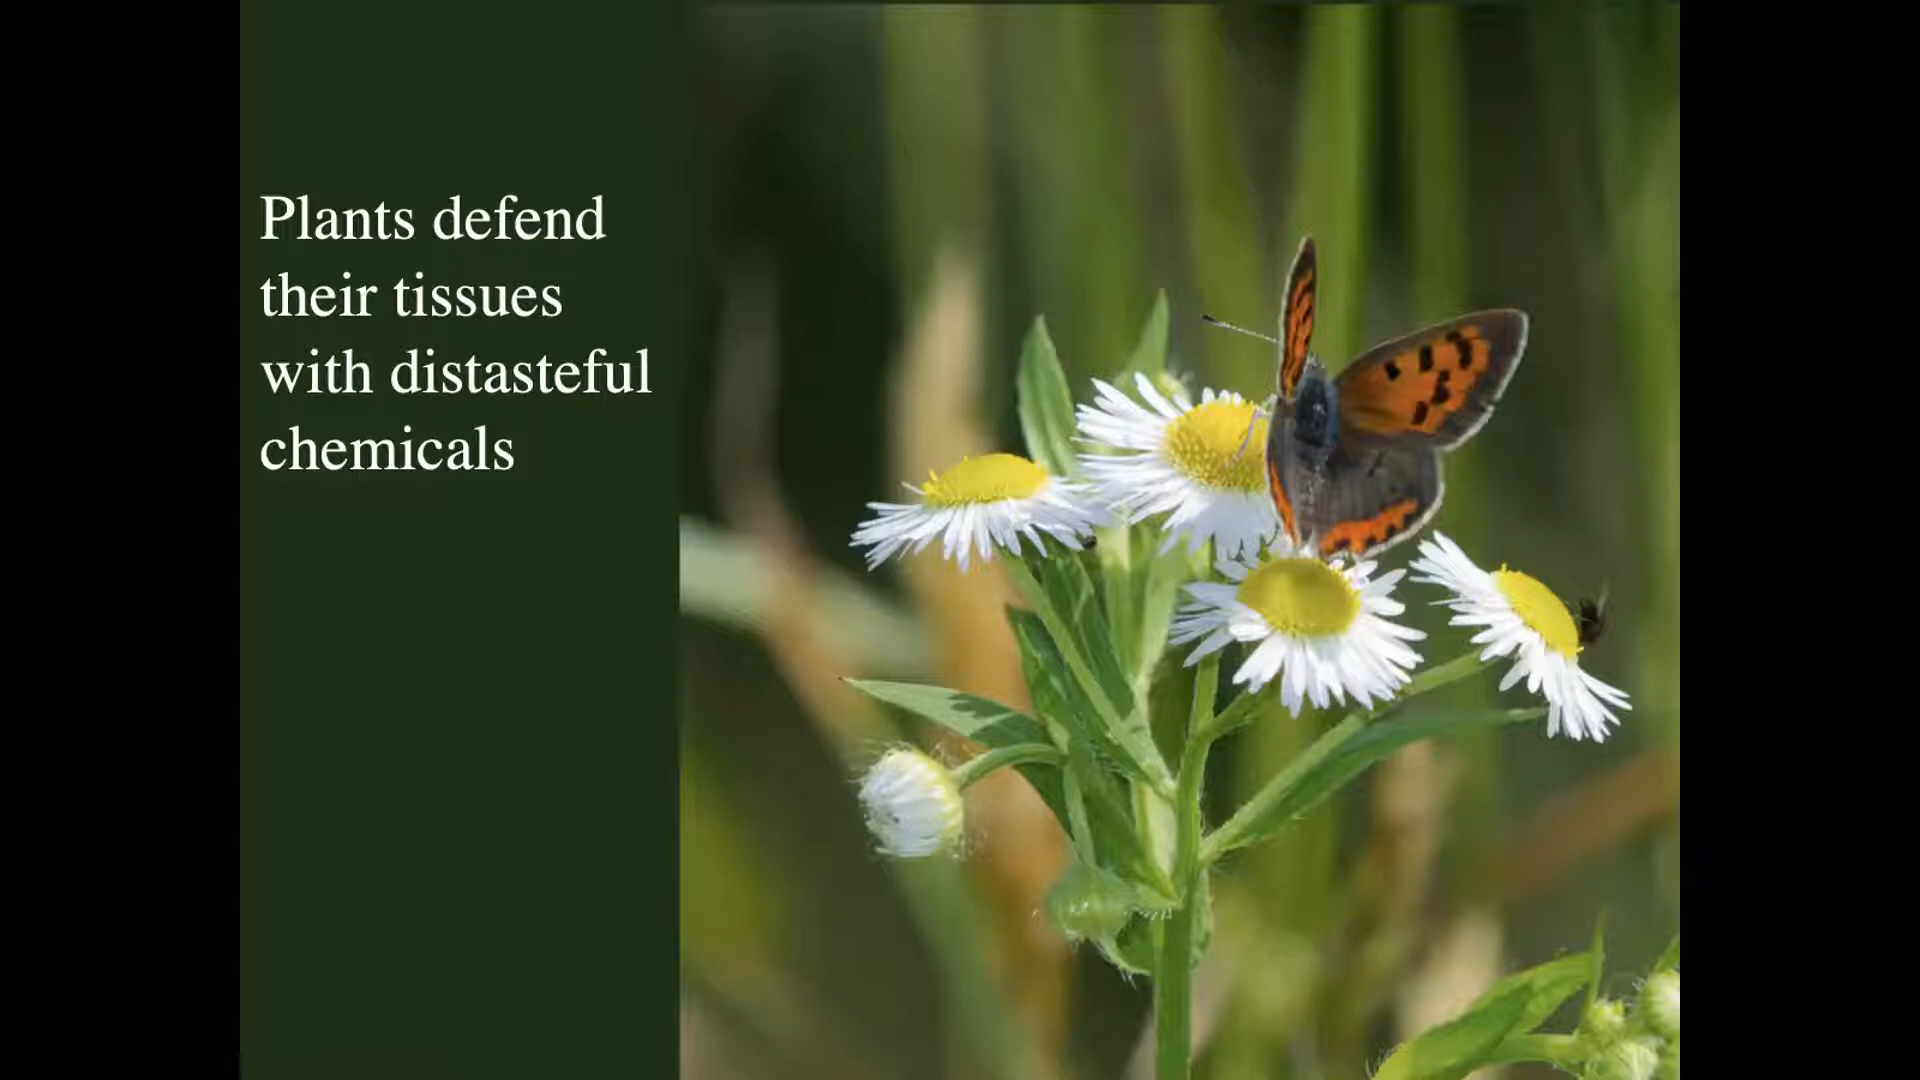 Plants defend
their tissues
with distasteful
chemicals